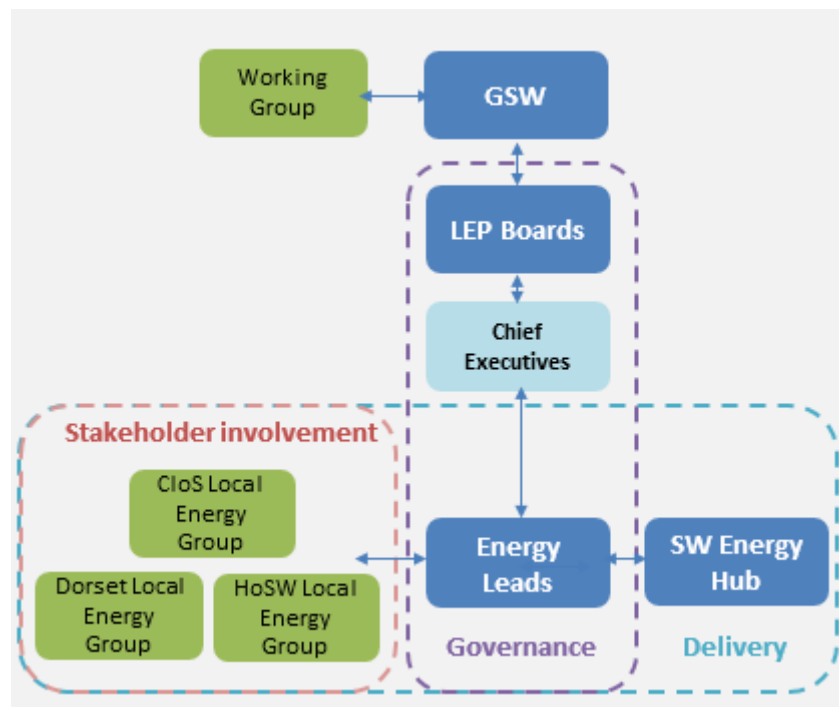 Working
Group
GSW
LEP Boards
Chief
Executives
Stakeholder involvement
CIoS Local
Energy
Group
Dorset Local
Energy
Group
HoSW Local
Energy
Group
Energy
Leads
SW Energy
Hub
Governance
Delivery